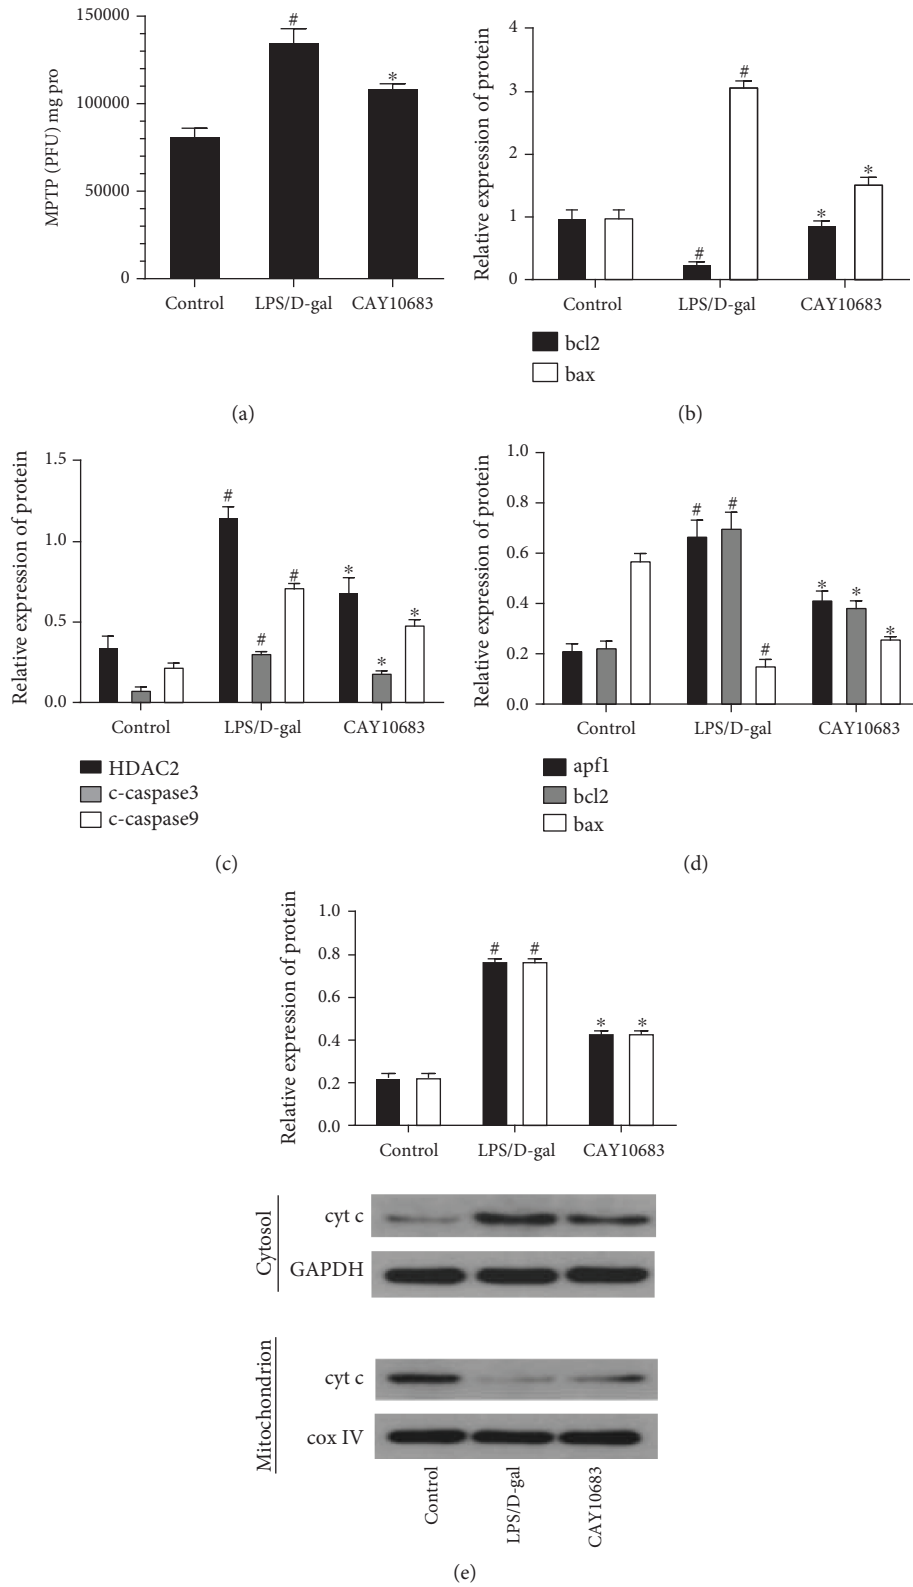 150000
100000
50000
0
MPTP (PFU) mg pro
#
*
Control
LPS/D-gal
CAY10683
(a)
4
3
2
1
0
Relative expression of protein
#
#
*
*
Control
LPS/D-gal
CAY10683
bcl2
bax
(b)
1.5
1.0
0.5
0.0
Relative expression of protein
#
#
#
*
*
*
Control
LPS/D-gal
CAY10683
HDAC2
c-caspase3
c-caspase9
(c)
1.0
0.8
0.6
0.4
0.2
0.0
Relative expression of protein
#
#
#
*
*
*
Control
LPS/D-gal
CAY10683
apf1
bcl2
bax
(d)
1.0
0.8
0.6
0.4
0.2
0.0
Relative expression of protein
#
#
*
*
Control
LPS/D-gal
CAY10683
Cytosol
cyt c
GAPDH
Mitochondrion
cyt c
cox IV
Control
LPS/D-gal
CAY10683
(e)